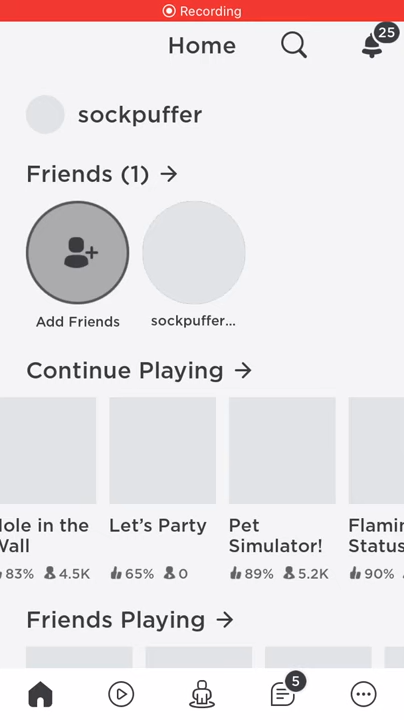 Recording
Home
25
sockpuffer
Friends (1) →
Add Friends
sockpuffer...
Continue Playing →
Hole in the
Wall
Let's Party
Pet
Simulator!
Flamin
Status
83% 4.5K
65% 0
89% 5.2K
90%
Friends Playing →
5